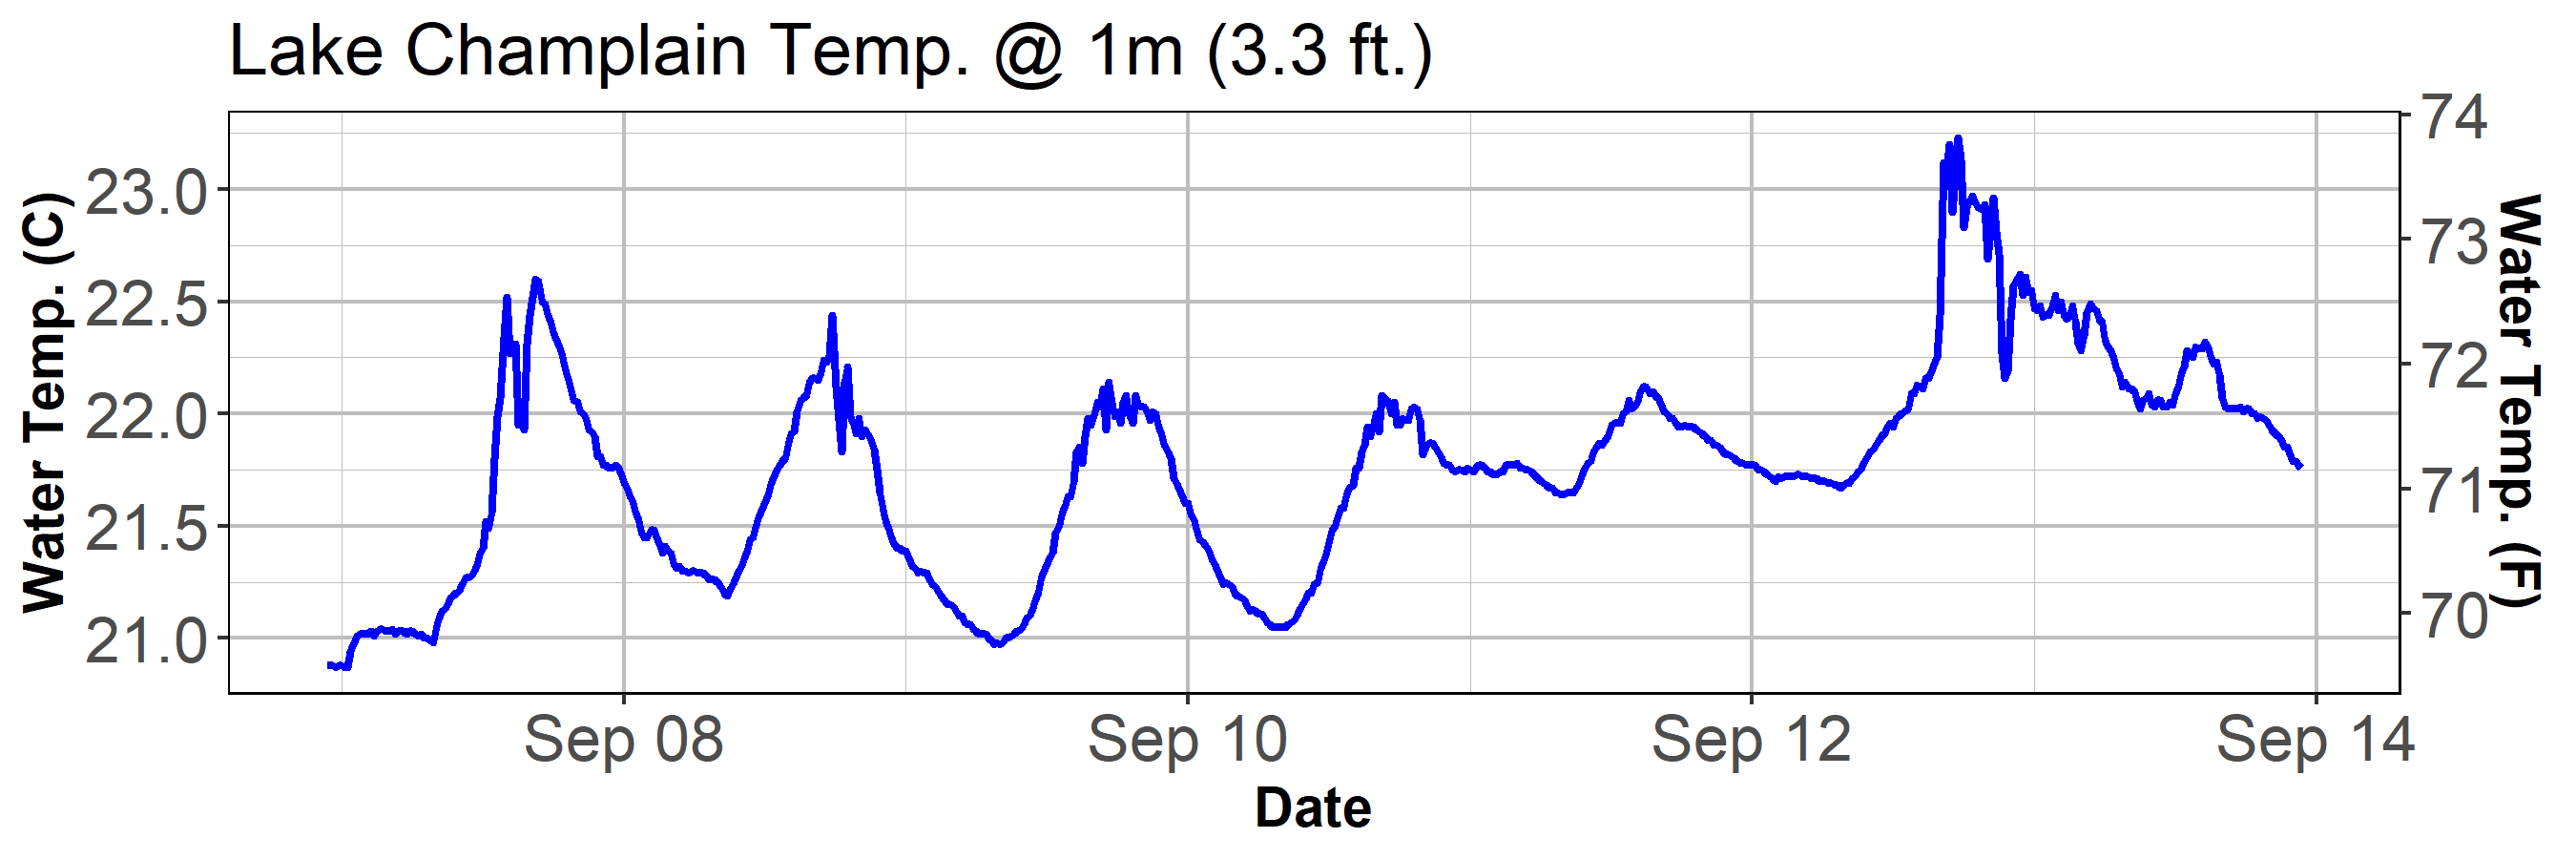 Lake Champlain Temp. @ 1m (3.3 ft.)
Water Temp. (C)
23.0
22.5
22.0
21.5
21.0
74
73
72
71
70
Water Temp. (F)
Sep 08 Sep 10 Sep 12 Sep 14
Date